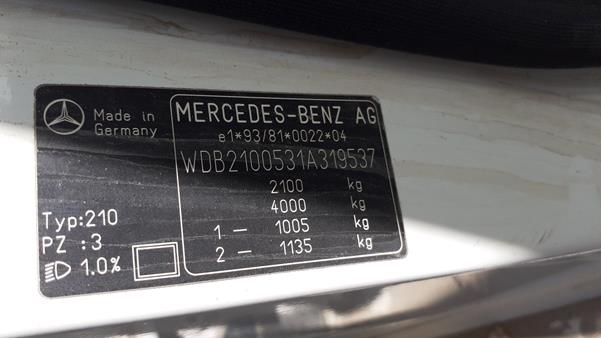 Made in
Germany
MERCEDES-BENZ AG
e1*93/81*0022*04
WDB2100531A319537
2100 kg
4000 kg
1 — 1005 kg
2 — 1135 kg
Typ:210
PZ :3
1.0%